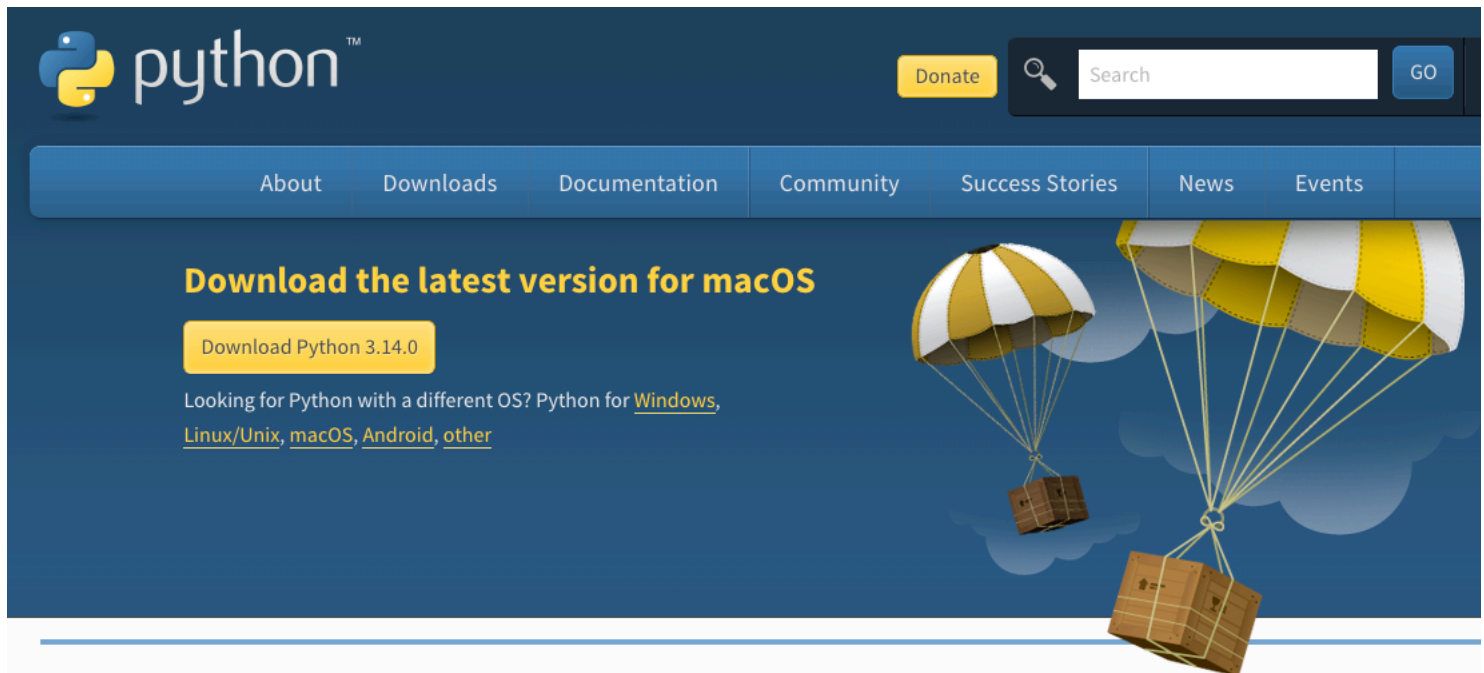 python™
Donate
Search
GO
About
Downloads
Documentation
Community
Success Stories
News
Events
Download the latest version for macOS
Download Python 3.14.0
Looking for Python with a different OS? Python for Windows,
Linux/Unix, macOS, Android, other